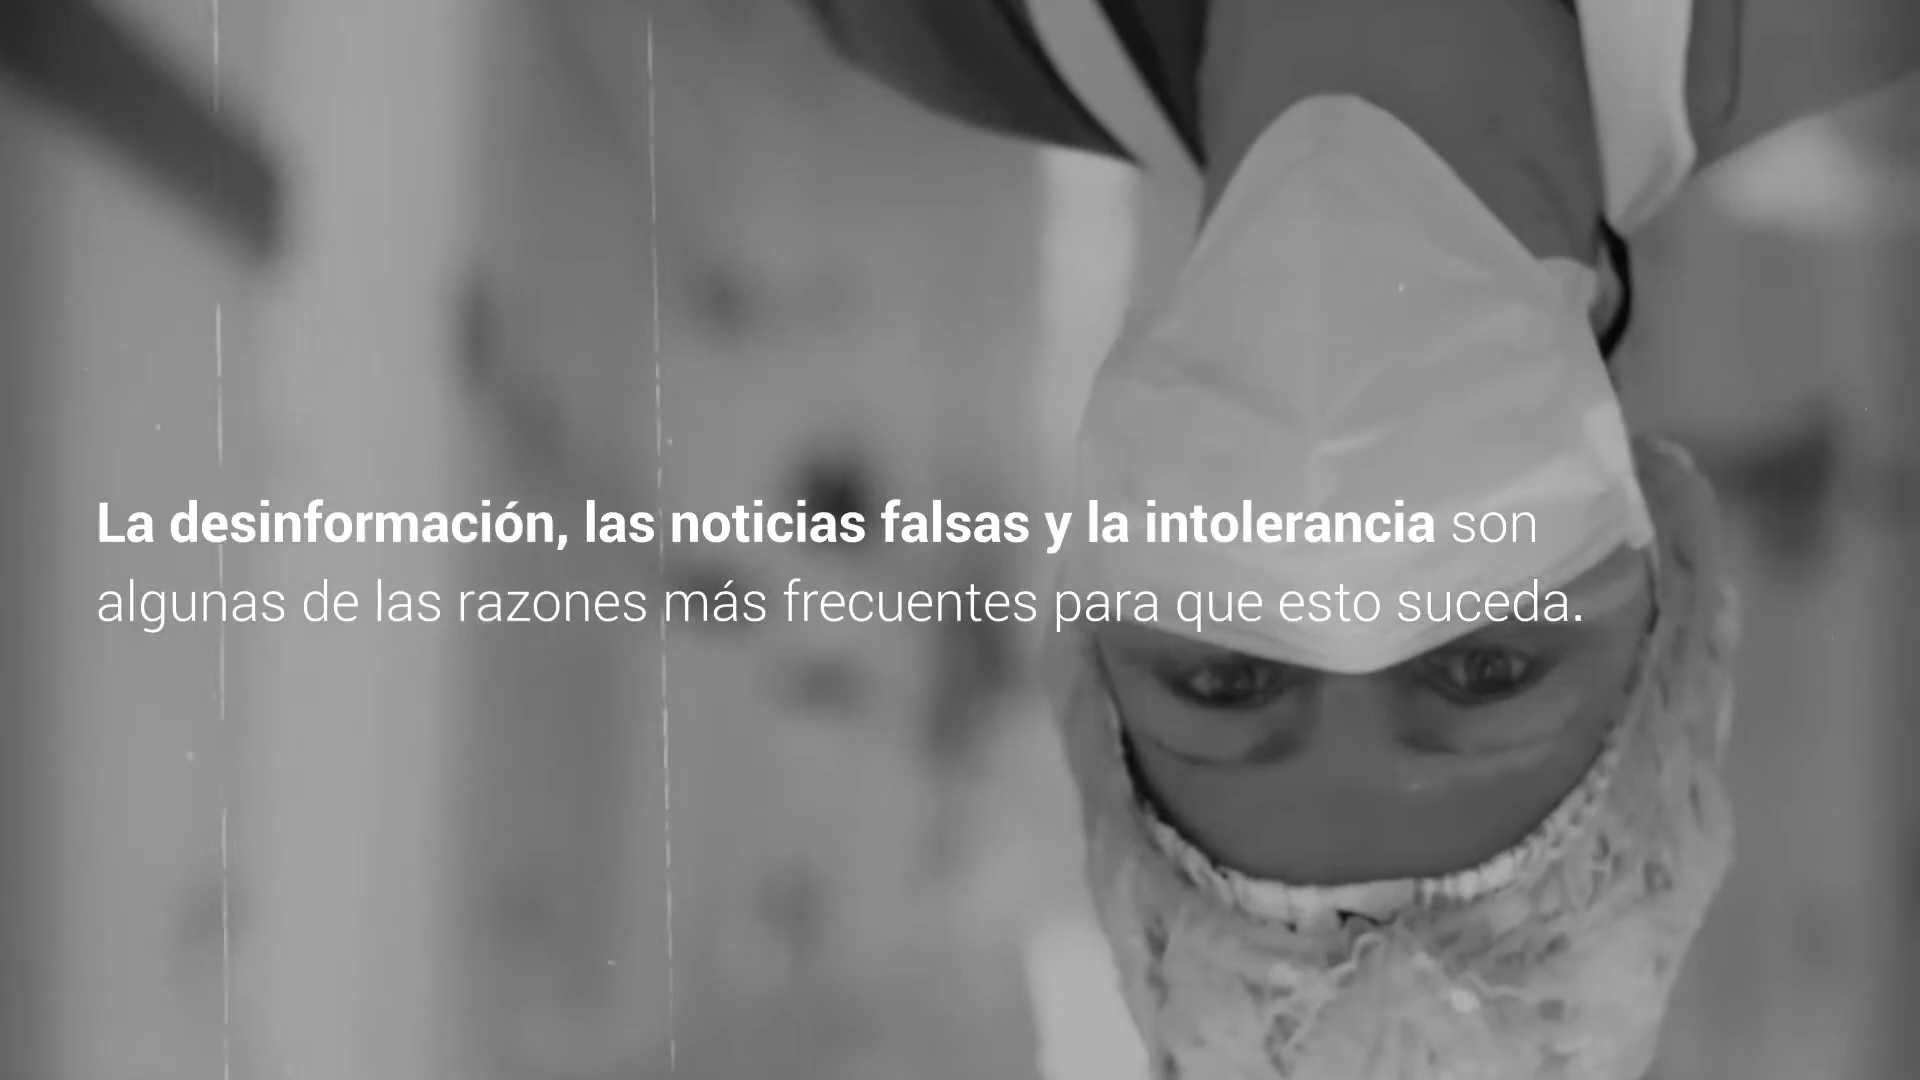 La desinformación, las noticias falsas y la intolerancia son
algunas de las razones más frecuentes para que esto suceda.